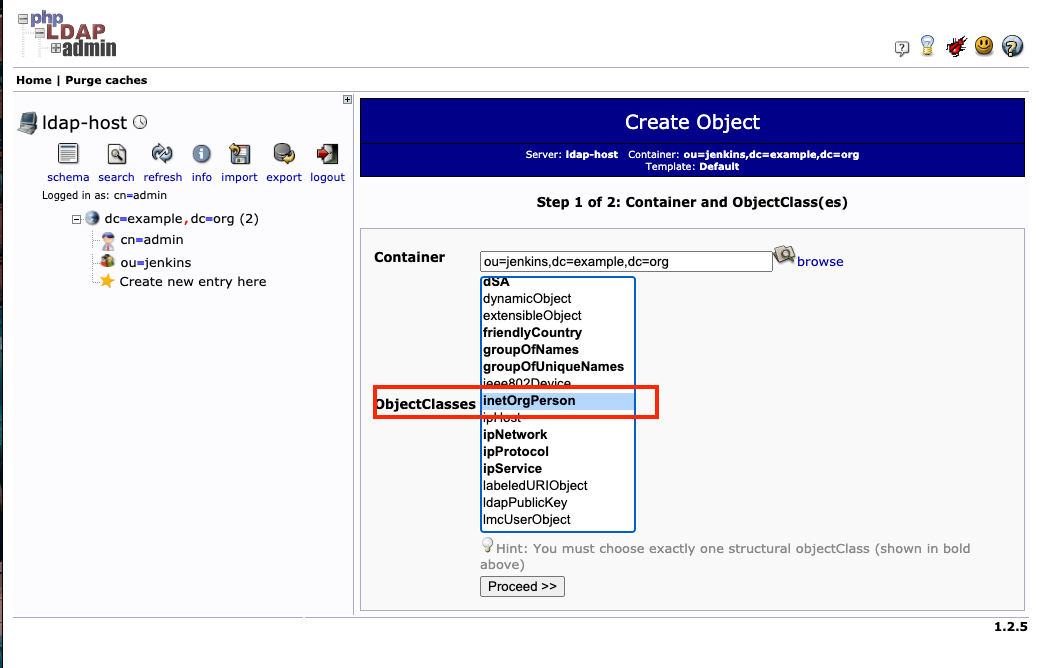 php
LDAP
admin
Home | Purge caches
ldap-host
schema search refresh info import export logout
Logged in as: cn=admin
dc=example,dc=org (2)
cn=admin
ou=jenkins
Create new entry here
Create Object
Server: ldap-host Container: ou=jenkins,dc=example,dc=org
Template: Default
Step 1 of 2: Container and ObjectClass(es)
Container
ou=jenkins,dc=example,dc=org
browse
ObjectClasses
dSA
dynamicObject
extensibleObject
friendlyCountry
groupOfNames
groupOfUniqueNames
ieee802Device
inetOrgPerson
ipHost
ipNetwork
ipProtocol
ipService
labeledURIObject
ldapPublicKey
lmcUserObject
Hint: You must choose exactly one structural objectClass (shown in bold
above)
Proceed >>
1.2.5